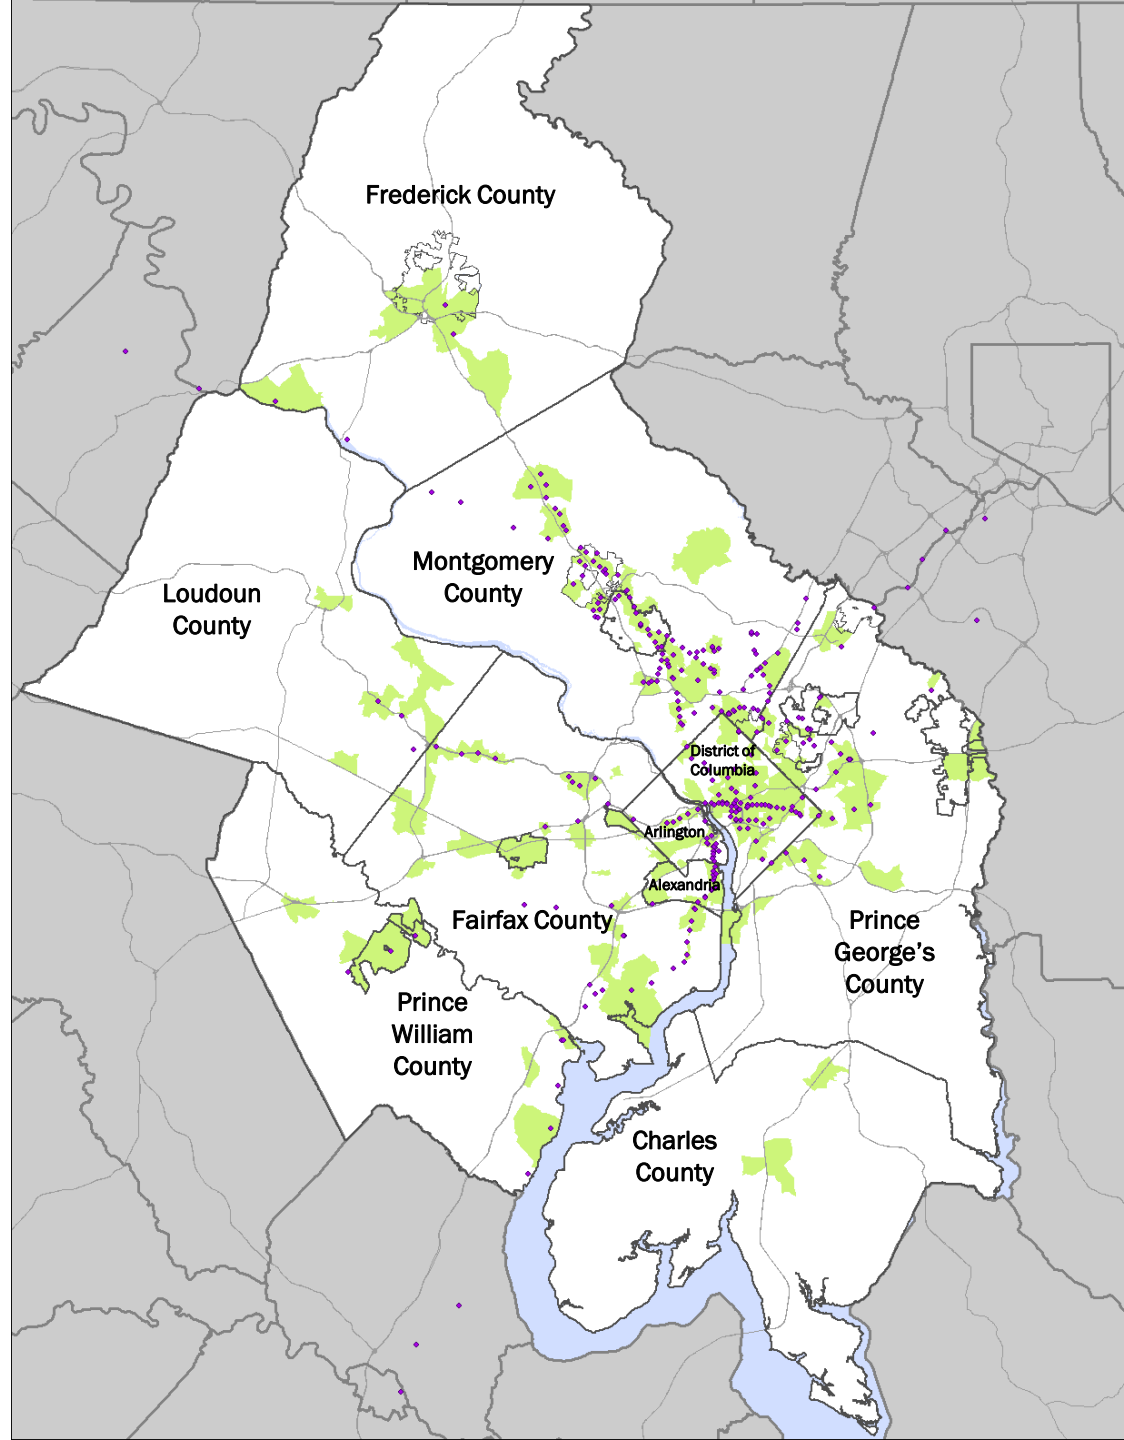 Frederick County
Montgomery
County
Loudoun
County
District of
Columbia
Arlington
Alexandria
Fairfax County
Prince
George's
County
Prince
William
County
Charles
County